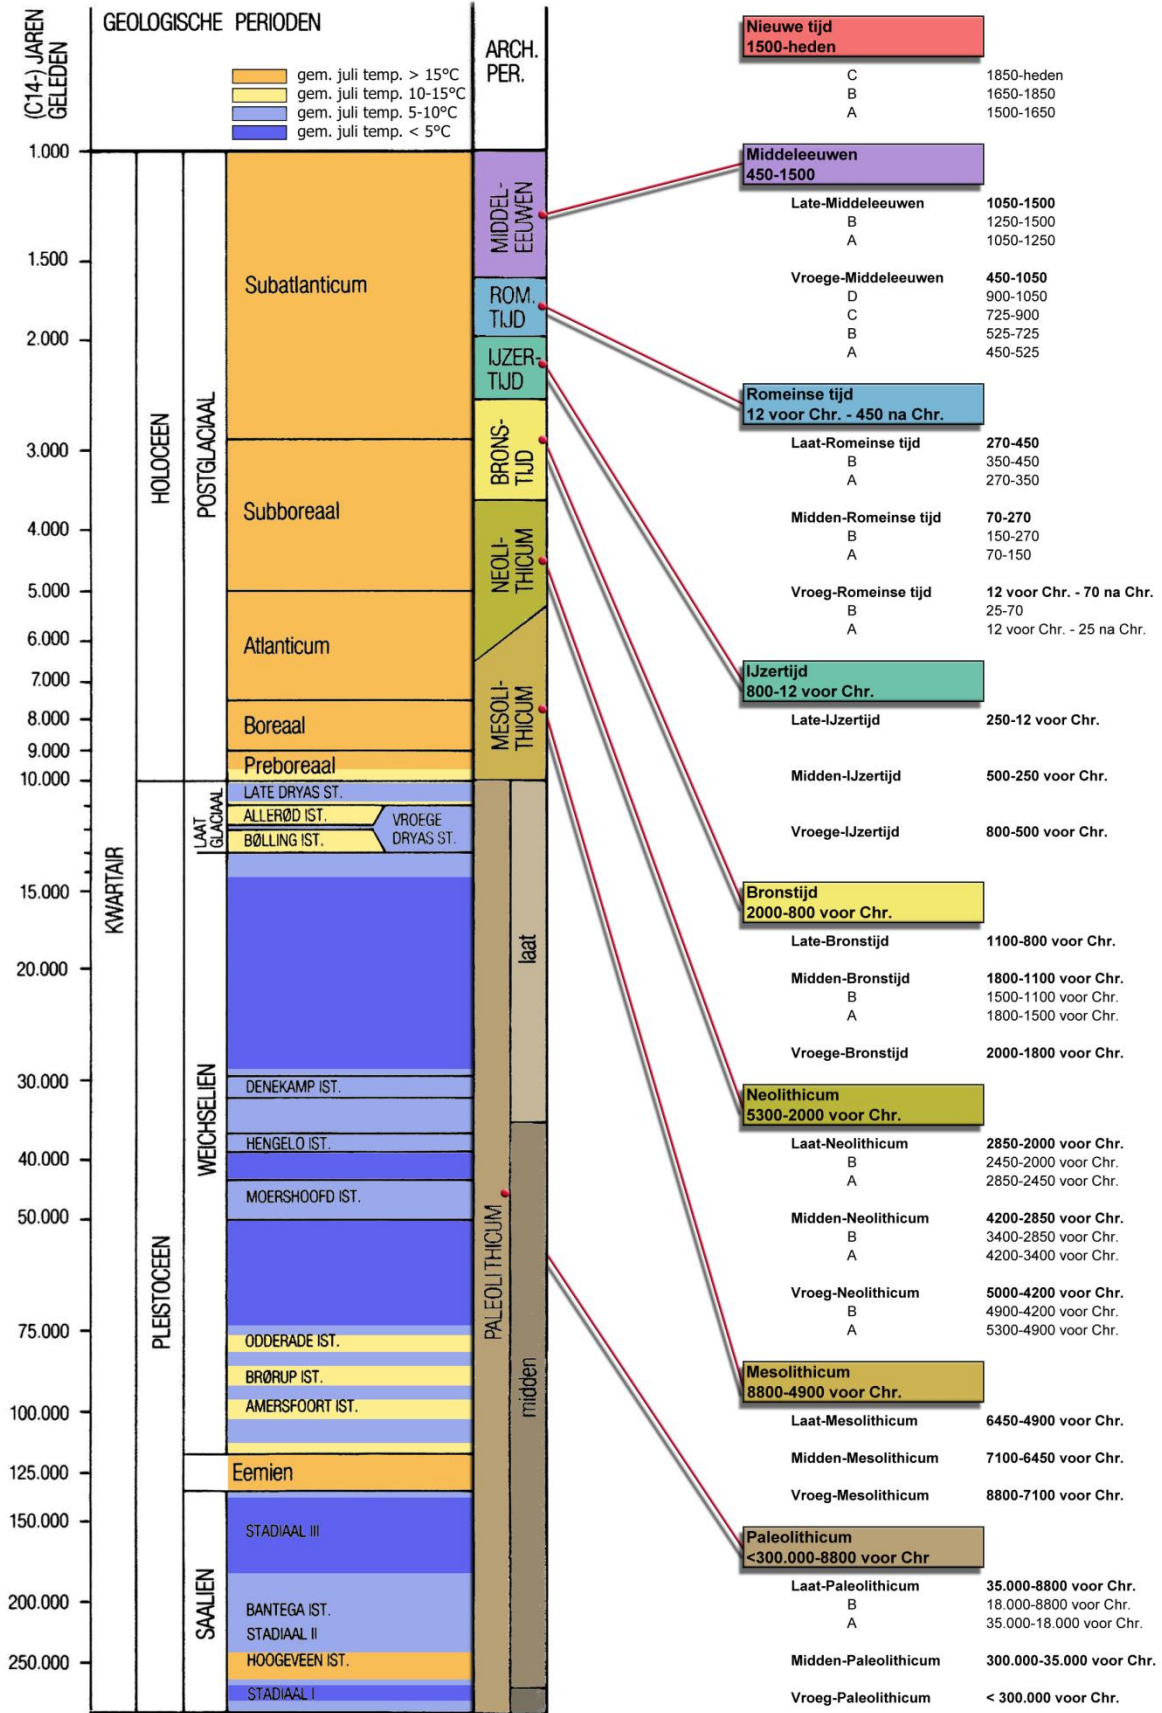 GEOLOGISCHE PERIODEN
(C14-) JAREN
GELEDEN
ARCH.
PER.
gem. juli temp. > 15°C
gem. juli temp. 10-15°C
gem. juli temp. 5-10°C
gem. juli temp. < 5°C
1.000
1.500
2.000
3.000
4.000
5.000
6.000
7.000
8.000
9.000
10.000
15.000
20.000
30.000
40.000
50.000
75.000
100.000
125.000
150.000
200.000
250.000
KWARTAIR
HOLOCEEN
PLEISTOCEEN
POSTGLACIAAL
LAAT
GLACIAAL
WEICHSELIEN
SAALIEN
Subatlanticum
Subboreaal
Atlanticum
Boreaal
Preboreaal
LATE DRYAS ST.
ALLERØD IST.
VROEGE
DRYAS ST.
BØLLING IST.
DENEKAMP IST.
HENGELO IST.
MOERSHOOFD IST.
ODDERADE IST.
BRØRUP IST.
AMERSFOORT IST.
Eemien
STADIAAL III
BANTEGA IST.
STADIAAL II
HOOGEVEEN IST.
STADIAAL I
MIDDEL-
EEUWEN
ROM.
TIJD
IJZER-
TIJD
BRONS-
TIJD
NEOLI-
THICUM
MESOLI-
THICUM
PALEOLITHICUM
laat
midden
Nieuwe tijd
1500-heden
C 1850-heden
B 1650-1850
A 1500-1650
Middeleeuwen
450-1500
Late-Middeleeuwen 1050-1500
B 1250-1500
A 1050-1250
Vroege-Middeleeuwen 450-1050
D 900-1050
C 725-900
B 525-725
A 450-525
Romeinse tijd
12 voor Chr. - 450 na Chr.
Laat-Romeinse tijd 270-450
B 350-450
A 270-350
Midden-Romeinse tijd 70-270
B 150-270
A 70-150
Vroeg-Romeinse tijd 12 voor Chr. - 70 na Chr.
B 25-70
A 12 voor Chr. - 25 na Chr.
IJzertijd
800-12 voor Chr.
Late-IJzertijd 250-12 voor Chr.
Midden-IJzertijd 500-250 voor Chr.
Vroege-IJzertijd 800-500 voor Chr.
Bronstijd
2000-800 voor Chr.
Late-Bronstijd 1100-800 voor Chr.
Midden-Bronstijd 1800-1100 voor Chr.
B 1500-1100 voor Chr.
A 1800-1500 voor Chr.
Vroege-Bronstijd 2000-1800 voor Chr.
Neolithicum
5300-2000 voor Chr.
Laat-Neolithicum 2850-2000 voor Chr.
B 2450-2000 voor Chr.
A 2850-2450 voor Chr.
Midden-Neolithicum 4200-2850 voor Chr.
B 3400-2850 voor Chr.
A 4200-3400 voor Chr.
Vroeg-Neolithicum 5000-4200 voor Chr.
B 4900-4200 voor Chr.
A 5300-4900 voor Chr.
Mesolithicum
8800-4900 voor Chr.
Laat-Mesolithicum 6450-4900 voor Chr.
Midden-Mesolithicum 7100-6450 voor Chr.
Vroeg-Mesolithicum 8800-7100 voor Chr.
Paleolithicum
<300.000-8800 voor Chr
Laat-Paleolithicum 35.000-8800 voor Chr.
B 18.000-8800 voor Chr.
A 35.000-18.000 voor Chr.
Midden-Paleolithicum 300.000-35.000 voor Chr.
Vroeg-Paleolithicum < 300.000 voor Chr.